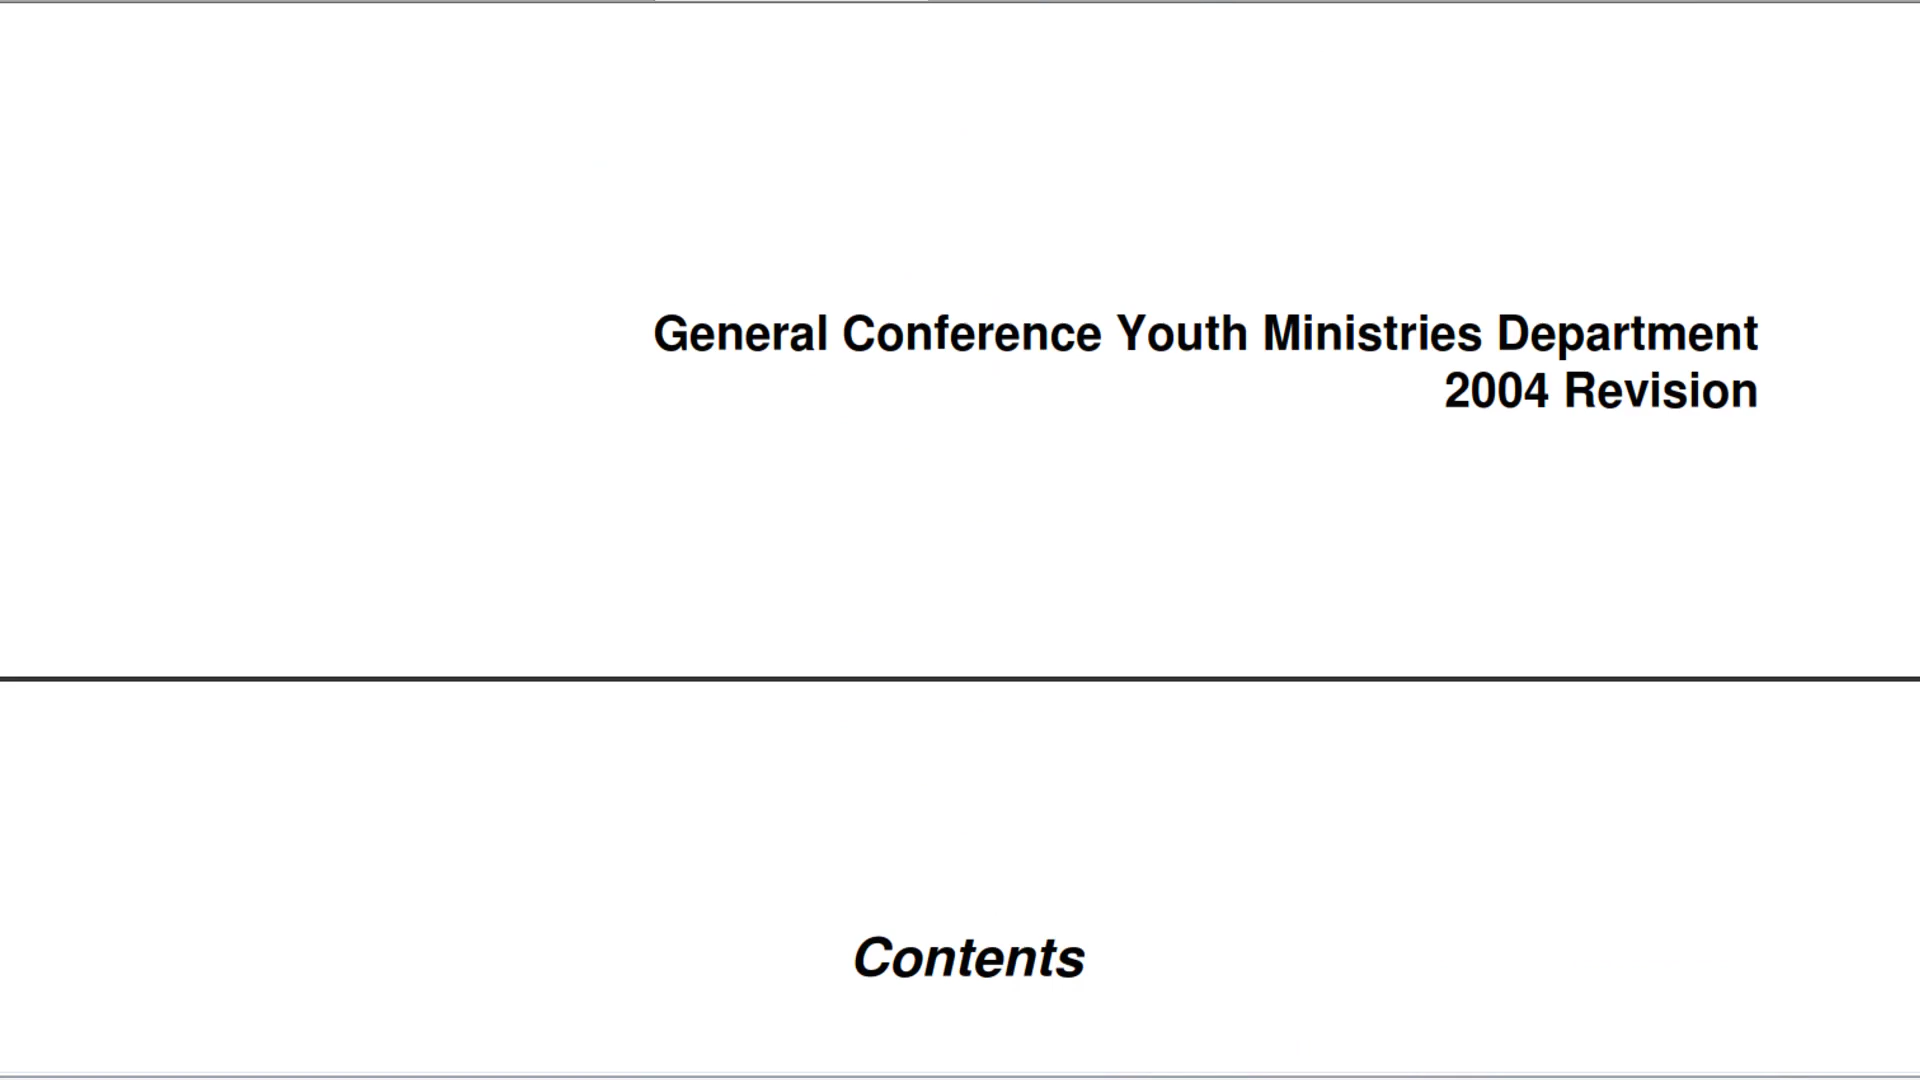 General Conference Youth Ministries Department
2004 Revision
Contents